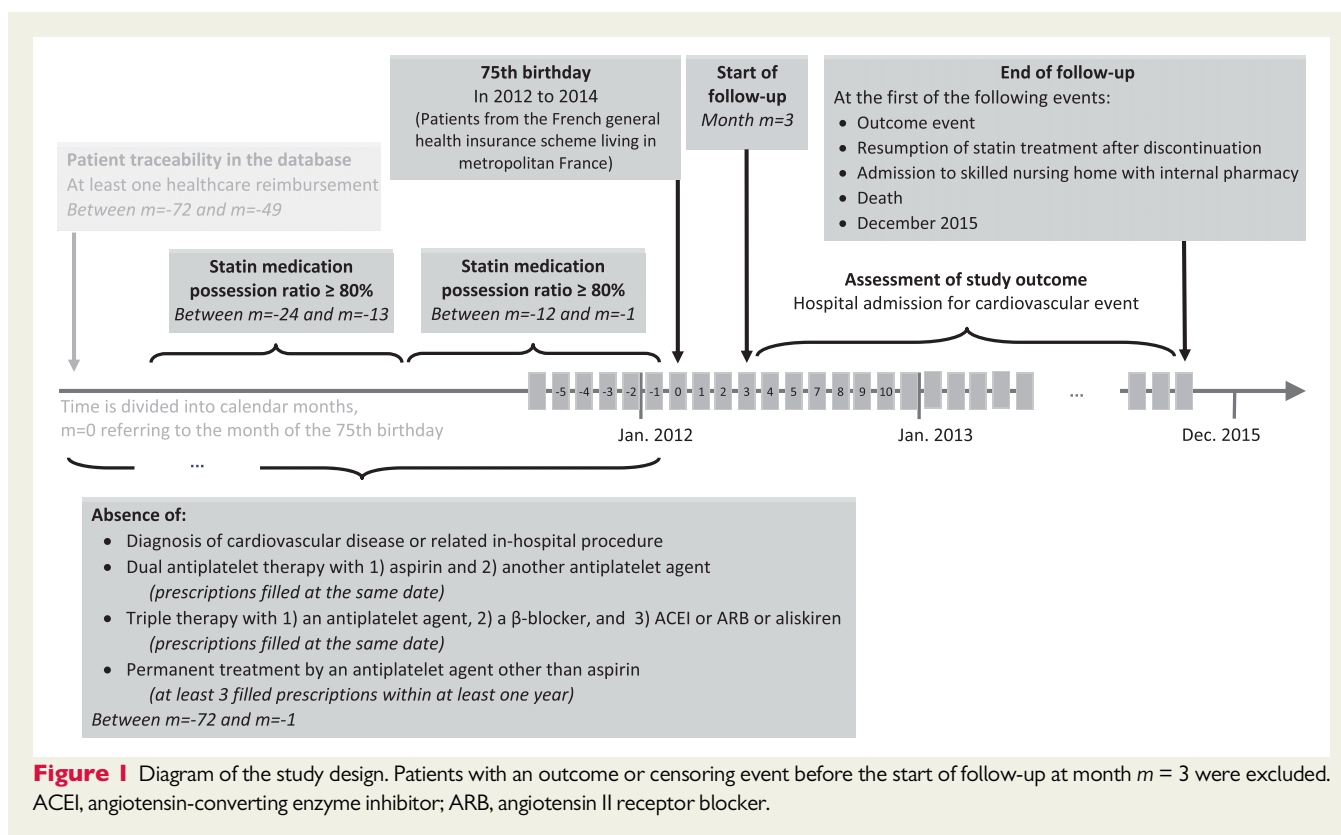 75th birthday
In 2012 to 2014
(Patients from the French general
health insurance scheme living in
metropolitan France)
Start of
follow-up
Month m=3
End of follow-up
At the first of the following events:
• Outcome event
• Resumption of statin treatment after discontinuation
• Admission to skilled nursing home with internal pharmacy
• Death
• December 2015
Patient traceability in the database
At least one healthcare reimbursement
Between m=-72 and m=-49
Statin medication
possession ratio ≥ 80%
Between m=-24 and m=-13
Statin medication
possession ratio ≥ 80%
Between m=-12 and m=-1
Assessment of study outcome
Hospital admission for cardiovascular event
-5 -4 -3 -2 -1 0 1 2 3 4 5 7 8 9 10 ...
Time is divided into calendar months,
m=0 referring to the month of the 75th birthday
Jan. 2012 Jan. 2013 Dec. 2015
...
Absence of:
• Diagnosis of cardiovascular disease or related in-hospital procedure
• Dual antiplatelet therapy with 1) aspirin and 2) another antiplatelet agent
(prescriptions filled at the same date)
• Triple therapy with 1) an antiplatelet agent, 2) a β-blocker, and 3) ACEI or ARB or aliskiren
(prescriptions filled at the same date)
• Permanent treatment by an antiplatelet agent other than aspirin
(at least 3 filled prescriptions within at least one year)
Between m=-72 and m=-1
Figure 1 Diagram of the study design. Patients with an outcome or censoring event before the start of follow-up at month m = 3 were excluded.
ACEI, angiotensin-converting enzyme inhibitor; ARB, angiotensin II receptor blocker.